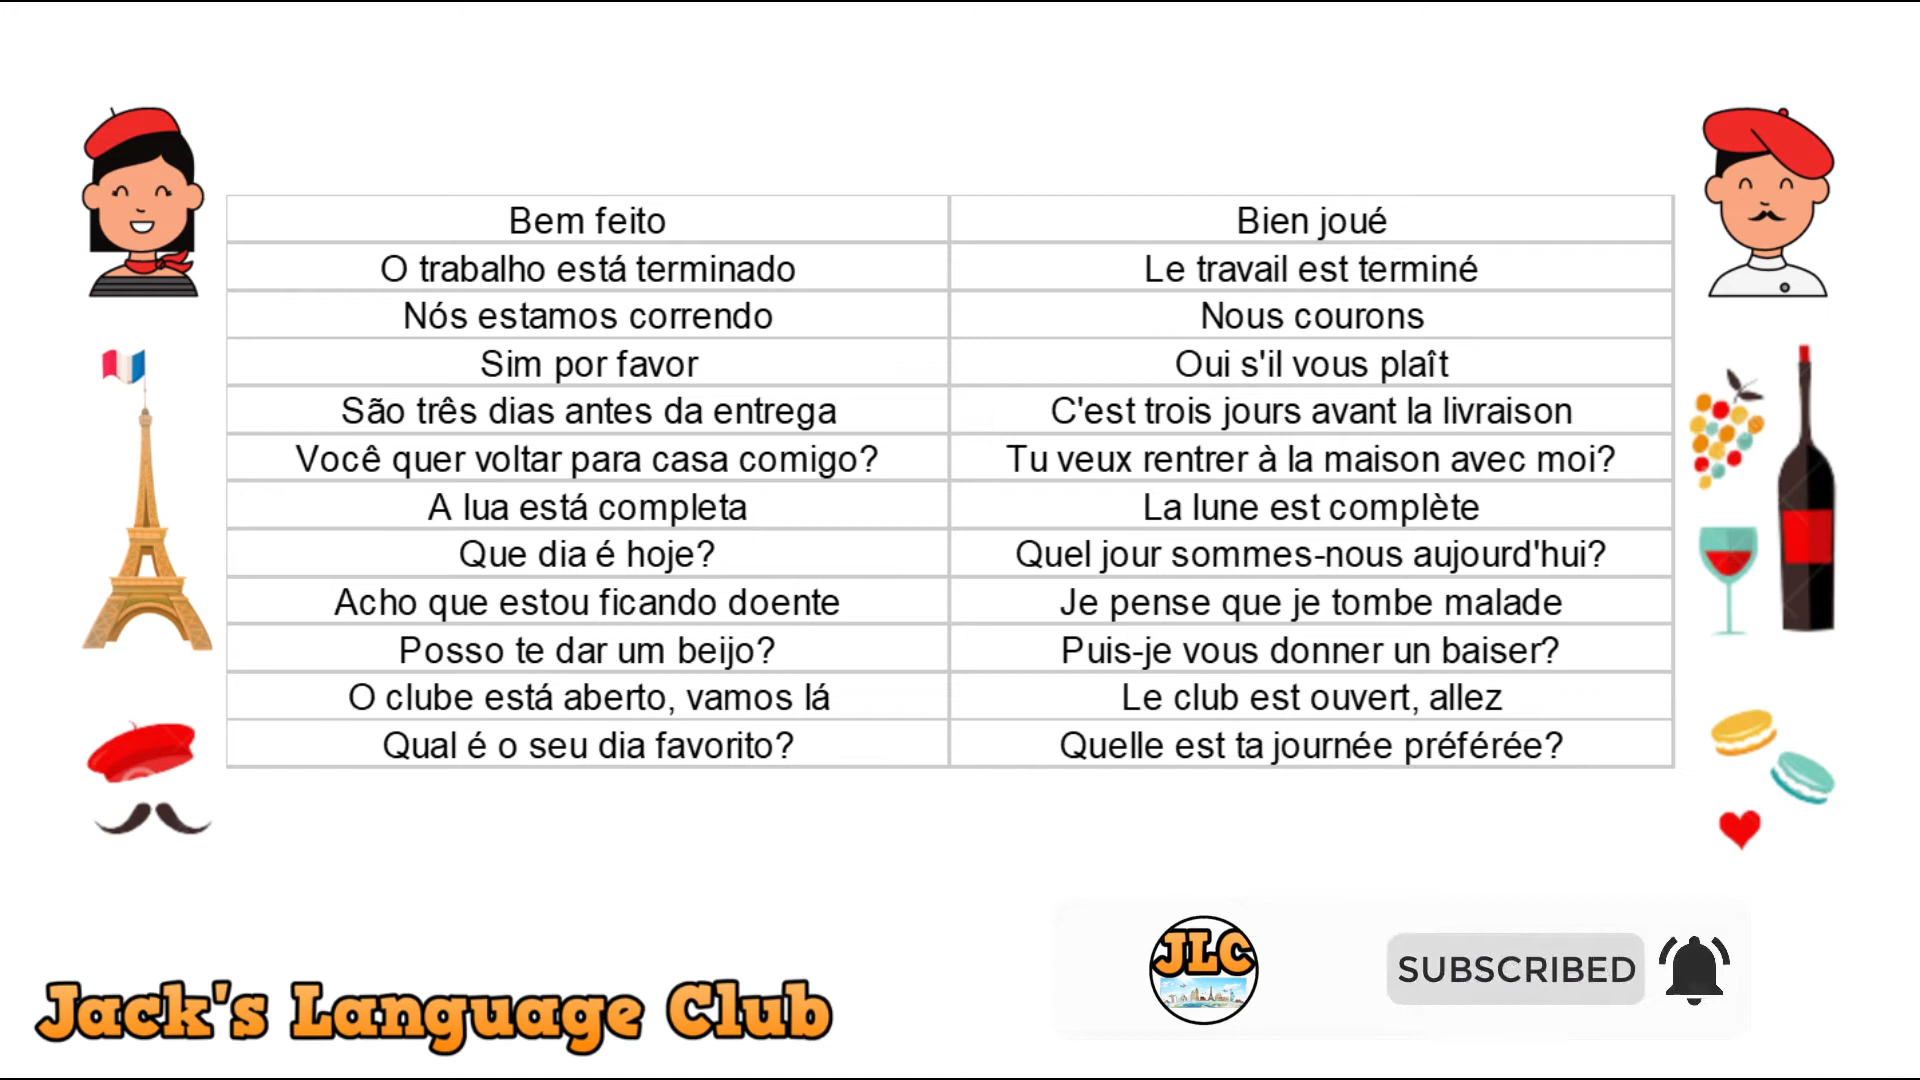 Bem feito Bien joué
O trabalho está terminado Le travail est terminé
Nós estamos correndo Nous courons
Sim por favor Oui s'il vous plaît
São três dias antes da entrega C'est trois jours avant la livraison
Você quer voltar para casa comigo? Tu veux rentrer à la maison avec moi?
A lua está completa La lune est complète
Que dia é hoje? Quel jour sommes-nous aujourd'hui?
Acho que estou ficando doente Je pense que je tombe malade
Posso te dar um beijo? Puis-je vous donner un baiser?
O clube está aberto, vamos lá Le club est ouvert, allez
Qual é o seu dia favorito? Quelle est ta journée préférée?
JLC
SUBSCRIBED
Jack's Language Club